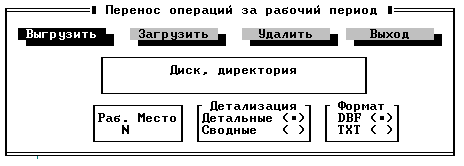 Перенос операций за рабочий период
Выгрузить Загрузить Удалить Выход
Диск, директория
Раб. Место
N
Детализация
Детальные (•)
Сводные ( )
Формат
DBF (•)
TXT ( )